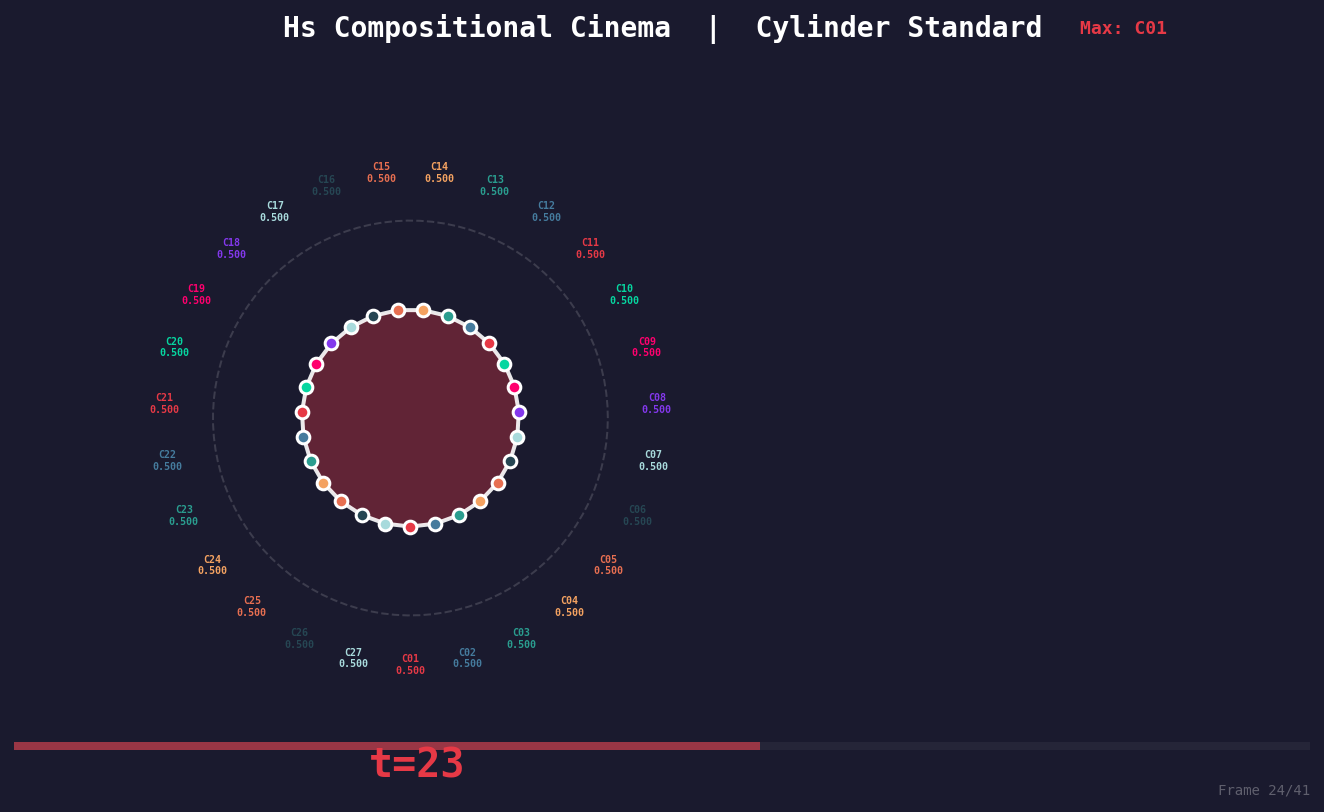 Hs Compositional Cinema | Cylinder Standard
Max: C01
C15
0.500
C14
0.500
C16
0.500
C13
0.500
C17
0.500
C12
0.500
C18
0.500
C11
0.500
C19
0.500
C10
0.500
C20
0.500
C09
0.500
C21
0.500
C08
0.500
C22
0.500
C07
0.500
C23
0.500
C06
0.500
C24
0.500
C05
0.500
C25
0.500
C04
0.500
C26
0.500
C03
0.500
C27
0.500
C01
0.500
C02
0.500
t=23
Frame 24/41